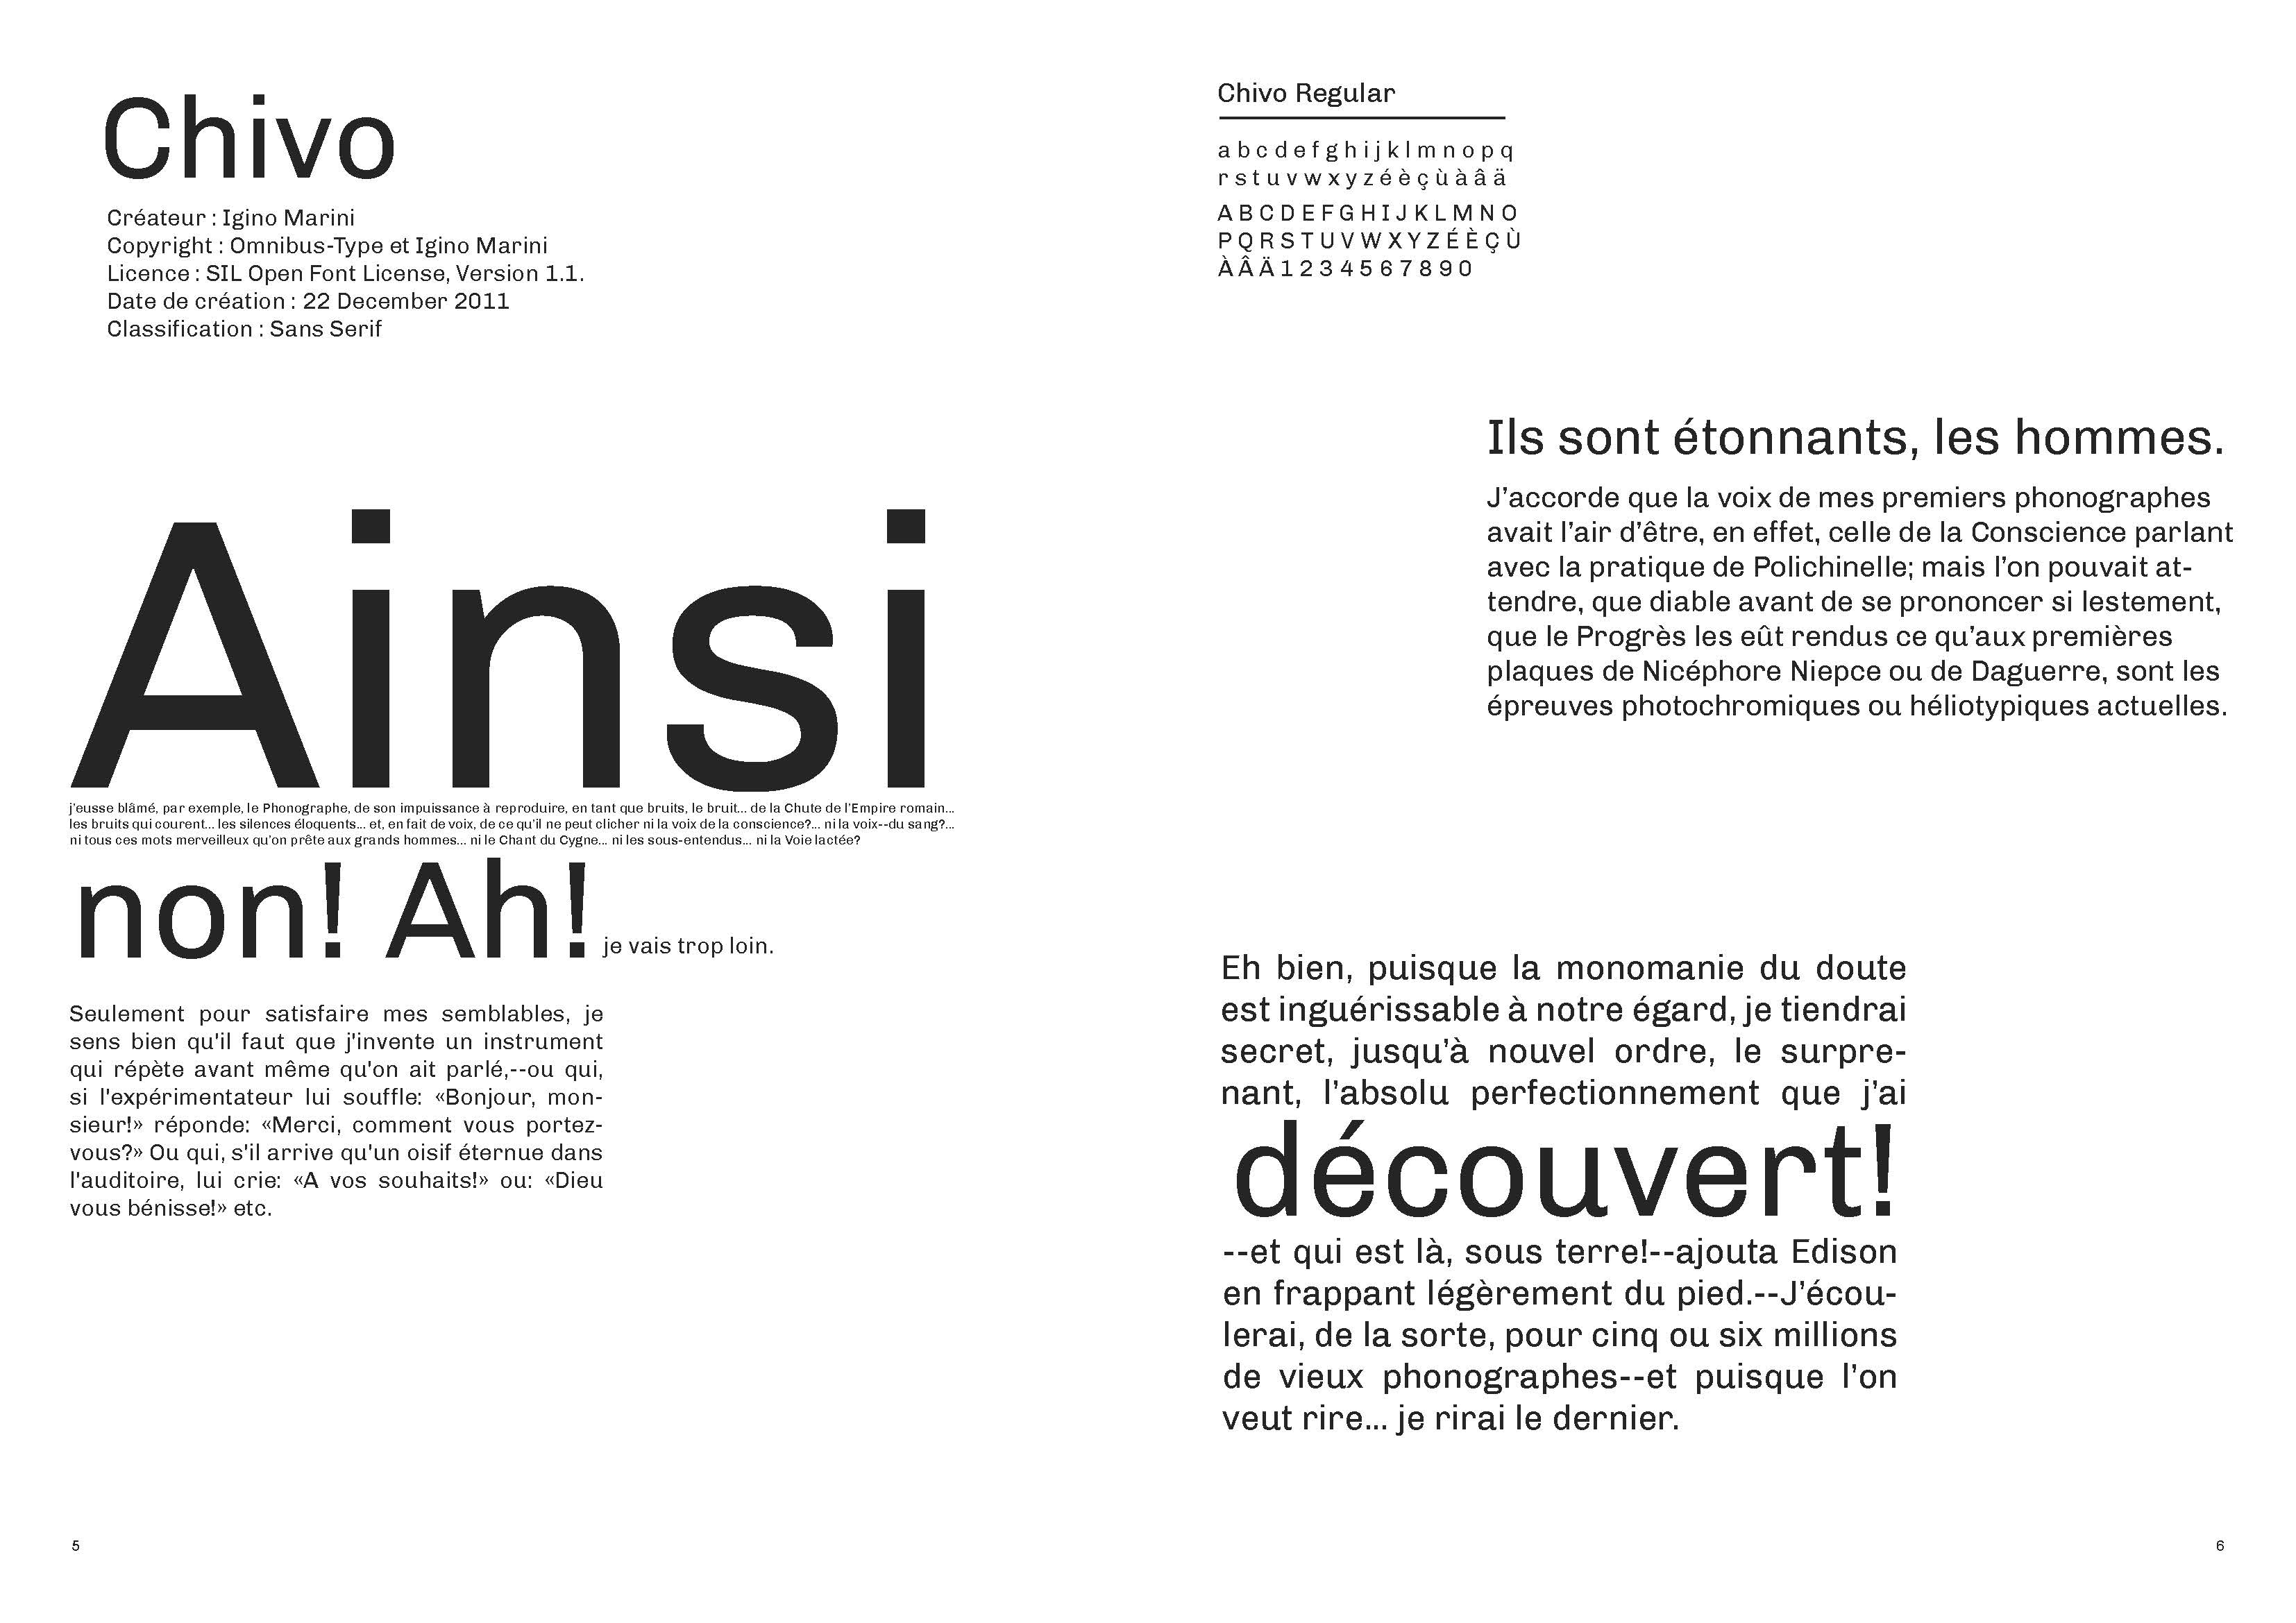 Chivo
Créateur : Igino Marini
Copyright : Omnibus-Type et Igino Marini
Licence : SIL Open Font License, Version 1.1.
Date de création : 22 December 2011
Classification : Sans Serif
Ainsi
j'eusse blâmé, par exemple, le Phonographe, de son impuissance à reproduire, en tant que bruits, le bruit... de la Chute de l'Empire romain...
les bruits qui courent... les silences éloquents... et, en fait de voix, de ce qu'il ne peut clicher ni la voix de la conscience?... ni la voix--du sang?...
ni tous ces mots merveilleux qu'on prête aux grands hommes... ni le Chant du Cygne... ni les sous-entendus... ni la Voie lactée?
non! Ah! je vais trop loin.
Seulement pour satisfaire mes semblables, je
sens bien qu'il faut que j'invente un instrument
qui répète avant même qu'on ait parlé,--ou qui,
si l'expérimentateur lui souffle: «Bonjour, mon-
sieur!» réponde: «Merci, comment vous portez-
vous?» Ou qui, s'il arrive qu'un oisif éternue dans
l'auditoire, lui crie: «A vos souhaits!» ou: «Dieu
vous bénisse!» etc.
5
Chivo Regular
a b c d e f g h i j k l m n o p q
r s t u v w x y z é è ç ù à â ä
A B C D E F G H I J K L M N O
P Q R S T U V W X Y Z É È Ç Ù
À Â Ä 1 2 3 4 5 6 7 8 9 0
Ils sont étonnants, les hommes.
J'accorde que la voix de mes premiers phonographes
avait l'air d'être, en effet, celle de la Conscience parlant
avec la pratique de Polichinelle; mais l'on pouvait at-
tendre, que diable avant de se prononcer si lestement,
que le Progrès les eût rendus ce qu'aux premières
plaques de Nicéphore Niepce ou de Daguerre, sont les
épreuves photochromiques ou héliotypiques actuelles.
Eh bien, puisque la monomanie du doute
est inguérissable à notre égard, je tiendrai
secret, jusqu'à nouvel ordre, le surpre-
nant, l'absolu perfectionnement que j'ai
découvert!
--et qui est là, sous terre!--ajouta Edison
en frappant légèrement du pied.--J'écou-
lerai, de la sorte, pour cinq ou six millions
de vieux phonographes--et puisque l'on
veut rire... je rirai le dernier.
6